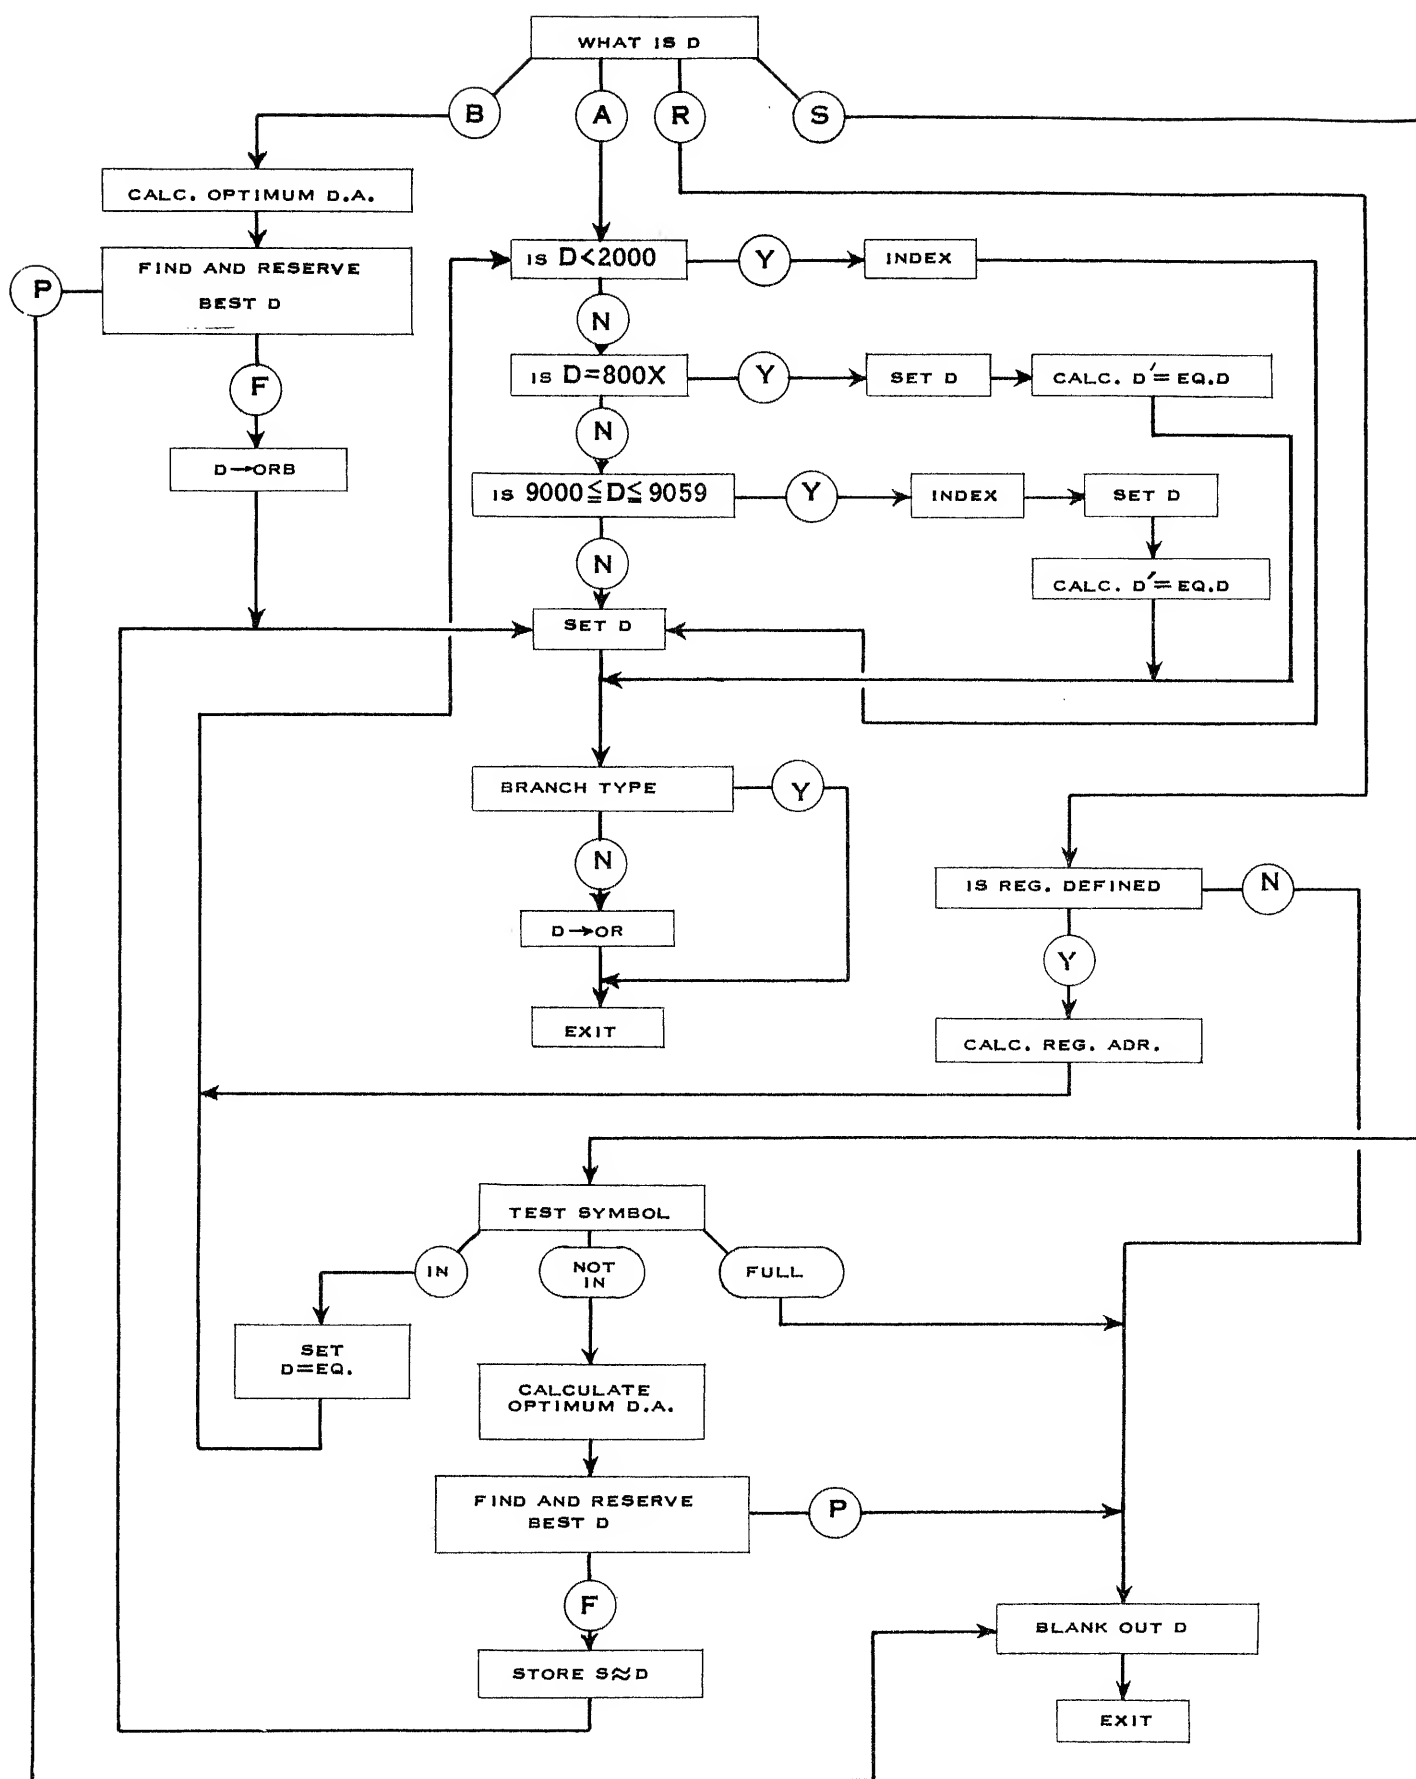 WHAT IS D
B
A
R
S
CALC. OPTIMUM D.A.
FIND AND RESERVE
BEST D
P
F
D→ORB
IS D<2000
Y
INDEX
N
IS D=800X
Y
SET D
CALC. D′=EQ.D
N
IS 9000≦D≦9059
Y
INDEX
SET D
CALC. D′=EQ.D
N
SET D
BRANCH TYPE
Y
N
D→OR
EXIT
IS REG. DEFINED
N
Y
CALC. REG. ADR.
TEST SYMBOL
IN
NOT
IN
FULL
SET
D=EQ.
CALCULATE
OPTIMUM D.A.
FIND AND RESERVE
BEST D
P
F
STORE S≈D
BLANK OUT D
EXIT